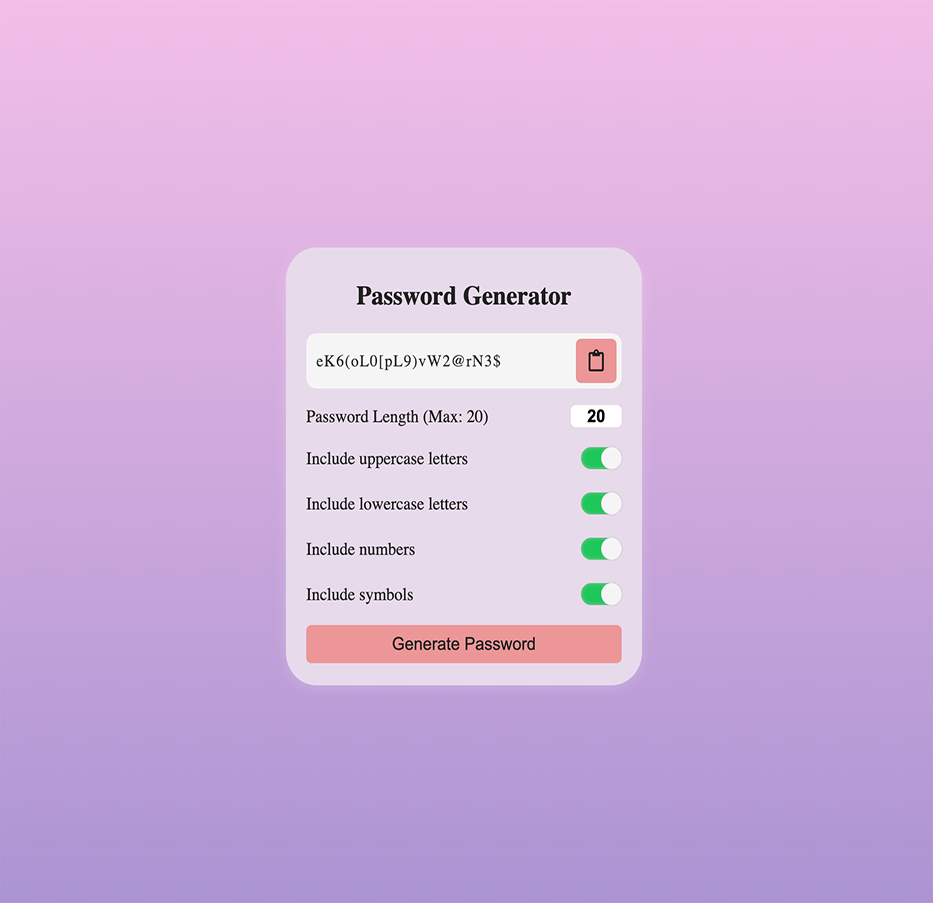 Password Generator
eK6(oL0[pL9)vW2@rN3$
Password Length (Max: 20) 20
Include uppercase letters
Include lowercase letters
Include numbers
Include symbols
Generate Password